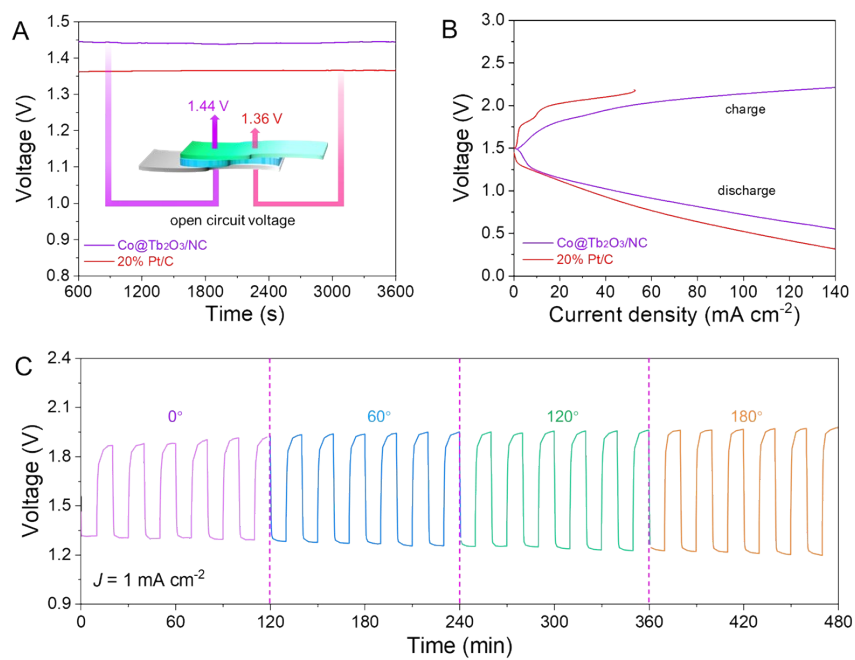 A
Voltage (V)
1.5
1.4
1.3
1.2
1.1
1.0
0.9
0.8
1.44 V
1.36 V
open circuit voltage
Co@Tb₂O₃/NC
20% Pt/C
600
1200
1800
2400
3000
3600
Time (s)
B
Voltage (V)
3.0
2.5
2.0
1.5
1.0
0.5
0.0
charge
discharge
Co@Tb₂O₃/NC
20% Pt/C
0
20
40
60
80
100
120
140
Current density (mA cm⁻²)
C
Voltage (V)
2.4
2.1
1.8
1.5
1.2
0.9
0°
60°
120°
180°
J = 1 mA cm⁻²
0
60
120
180
240
300
360
420
480
Time (min)